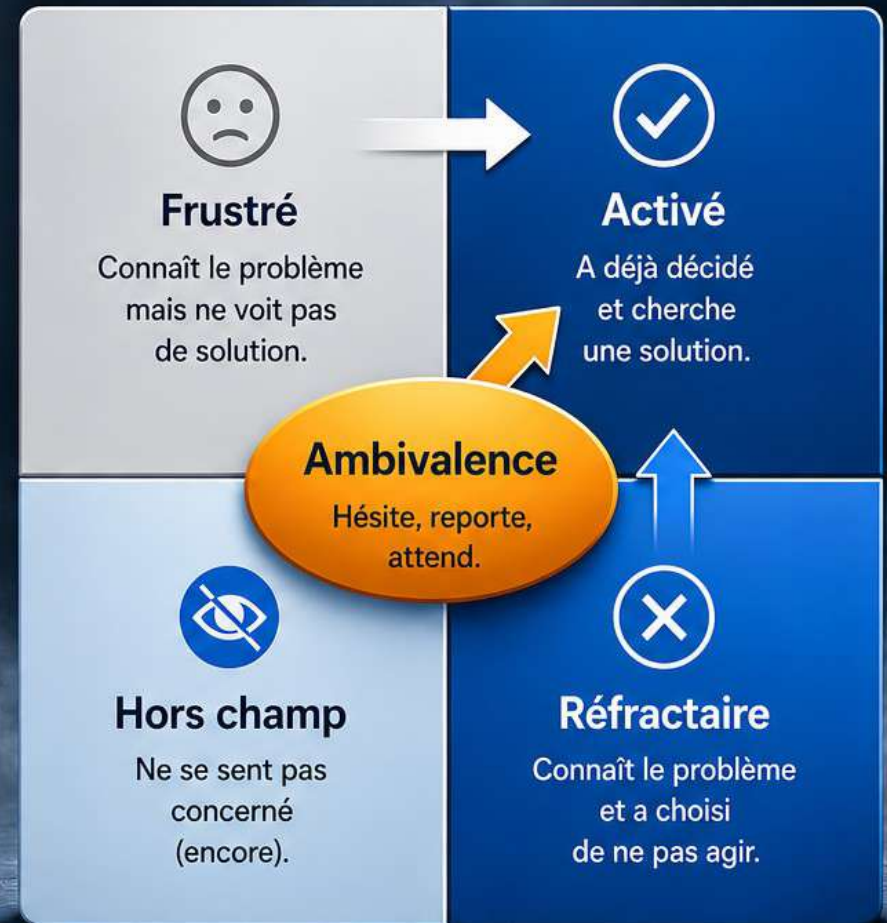 Frustré
Connaît le problème
mais ne voit pas
de solution.
Activé
A déjà décidé
et cherche
une solution.
Ambivalence
Hésite, reporte,
attend.
Hors champ
Ne se sent pas
concerné
(encore).
Réfractaire
Connaît le problème
et a choisi
de ne pas agir.